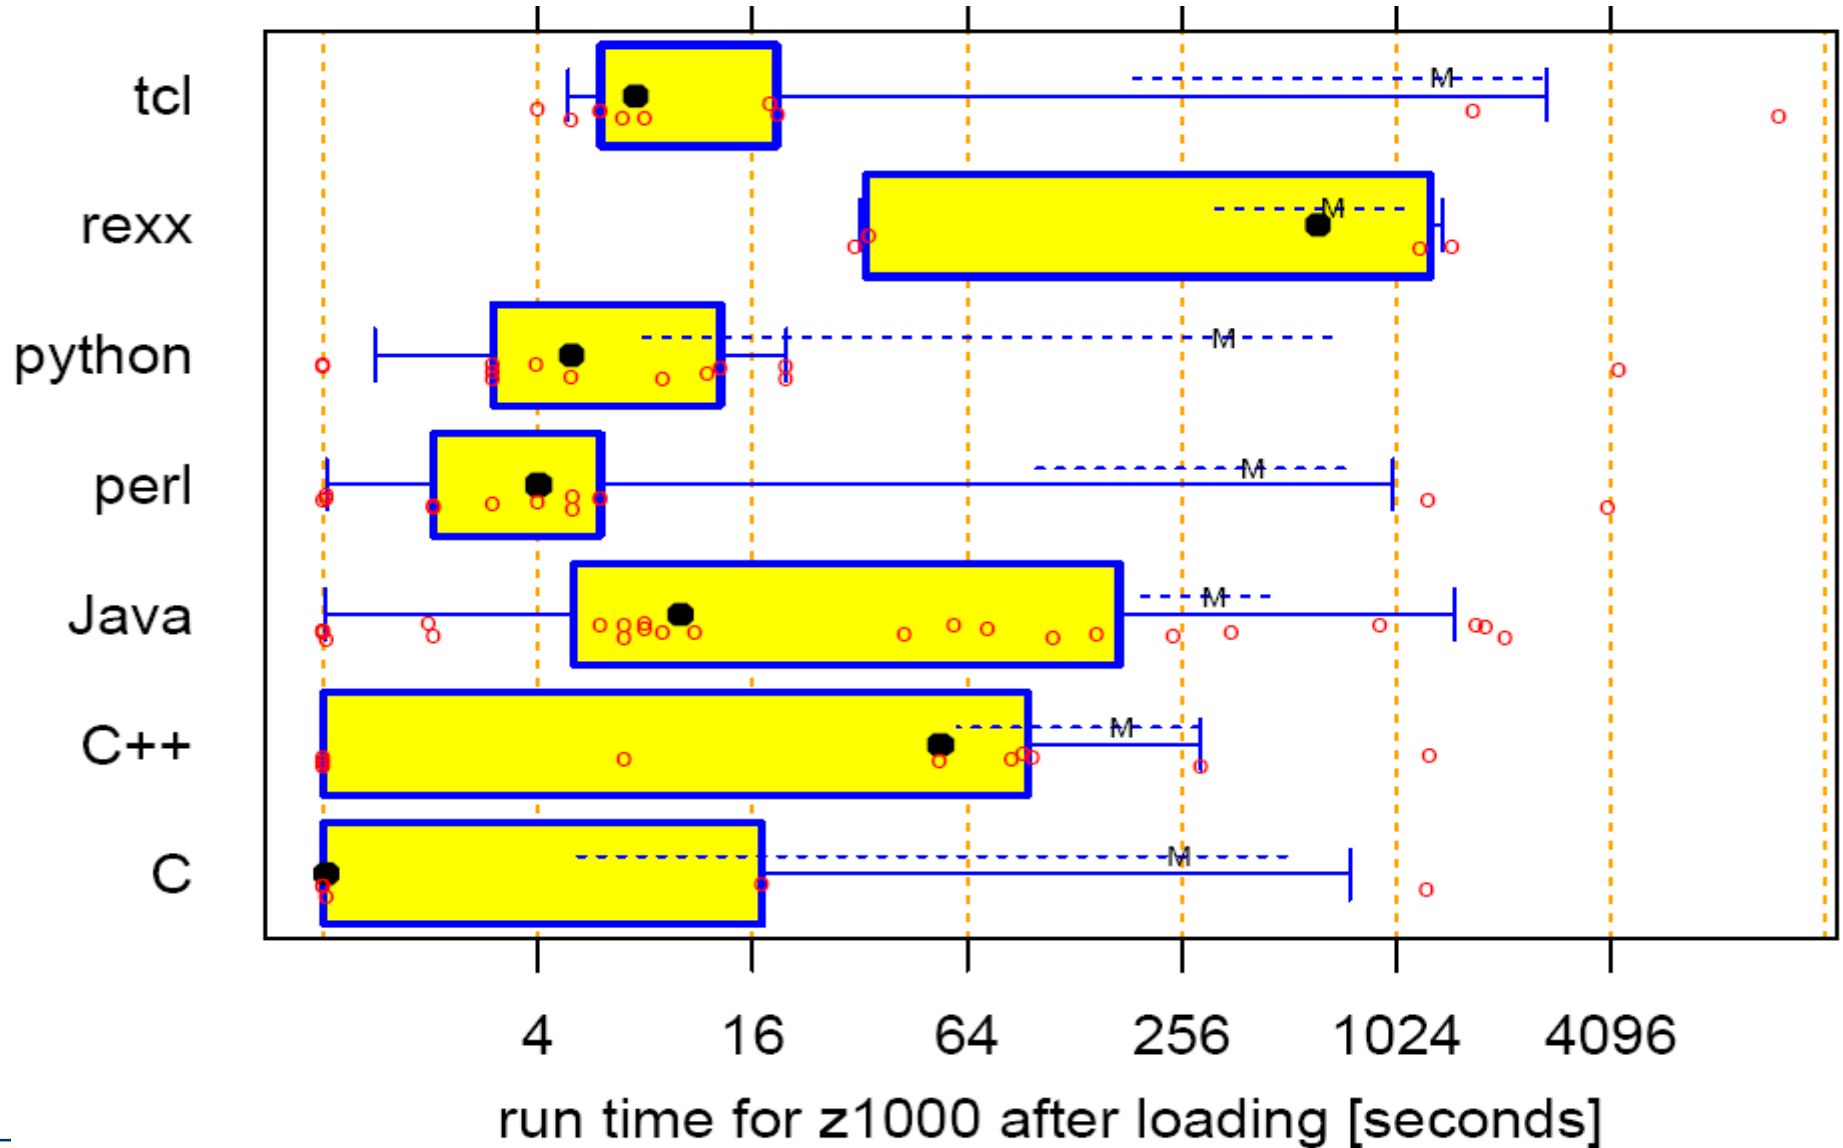 tcl
M
rexx
M
python
M
perl
M
Java
M
C++
M
C
M
4 16 64 256 1024 4096
run time for z1000 after loading [seconds]